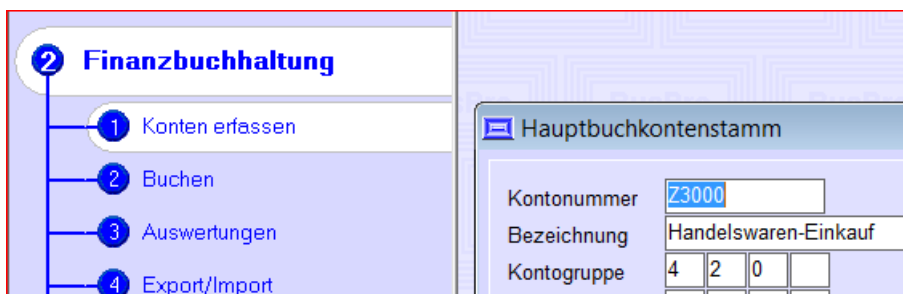 2 Finanzbuchhaltung
1 Konten erfassen
2 Buchen
3 Auswertungen
4 Export/Import
Hauptbuchkontenstamm
Kontonummer Z3000
Bezeichnung Handelswaren-Einkauf
Kontogruppe 4 2 0